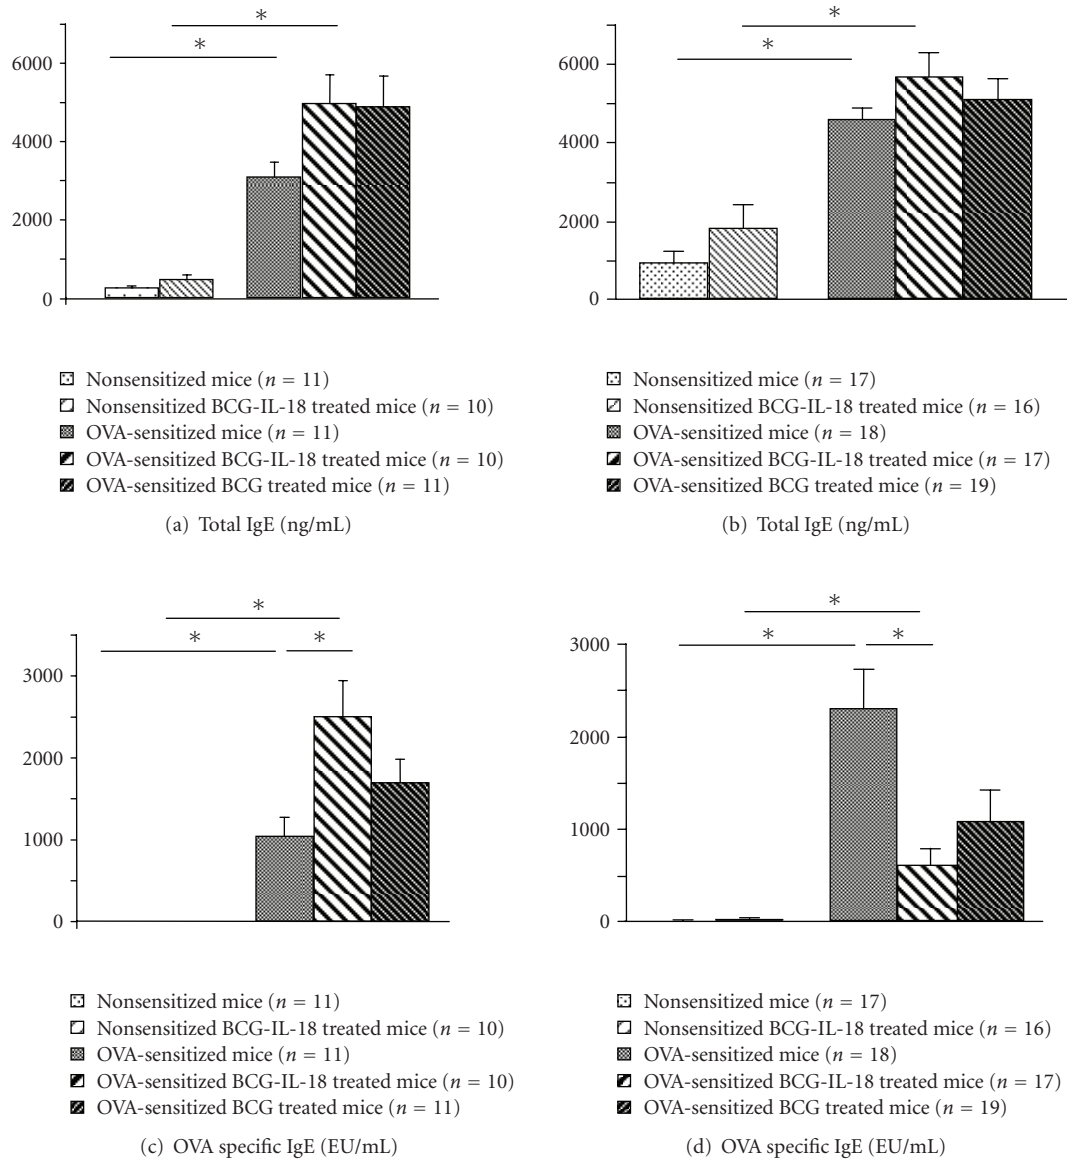 *
*
6000
4000
2000
0
Nonsensitized mice (n = 11)
Nonsensitized BCG-IL-18 treated mice (n = 10)
OVA-sensitized mice (n = 11)
OVA-sensitized BCG-IL-18 treated mice (n = 10)
OVA-sensitized BCG treated mice (n = 11)
(a) Total IgE (ng/mL)
*
*
6000
4000
2000
0
Nonsensitized mice (n = 17)
Nonsensitized BCG-IL-18 treated mice (n = 16)
OVA-sensitized mice (n = 18)
OVA-sensitized BCG-IL-18 treated mice (n = 17)
OVA-sensitized BCG treated mice (n = 19)
(b) Total IgE (ng/mL)
*
* *
3000
2000
1000
0
Nonsensitized mice (n = 11)
Nonsensitized BCG-IL-18 treated mice (n = 10)
OVA-sensitized mice (n = 11)
OVA-sensitized BCG-IL-18 treated mice (n = 10)
OVA-sensitized BCG treated mice (n = 11)
(c) OVA specific IgE (EU/mL)
*
* *
3000
2000
1000
0
Nonsensitized mice (n = 17)
Nonsensitized BCG-IL-18 treated mice (n = 16)
OVA-sensitized mice (n = 18)
OVA-sensitized BCG-IL-18 treated mice (n = 17)
OVA-sensitized BCG treated mice (n = 19)
(d) OVA specific IgE (EU/mL)